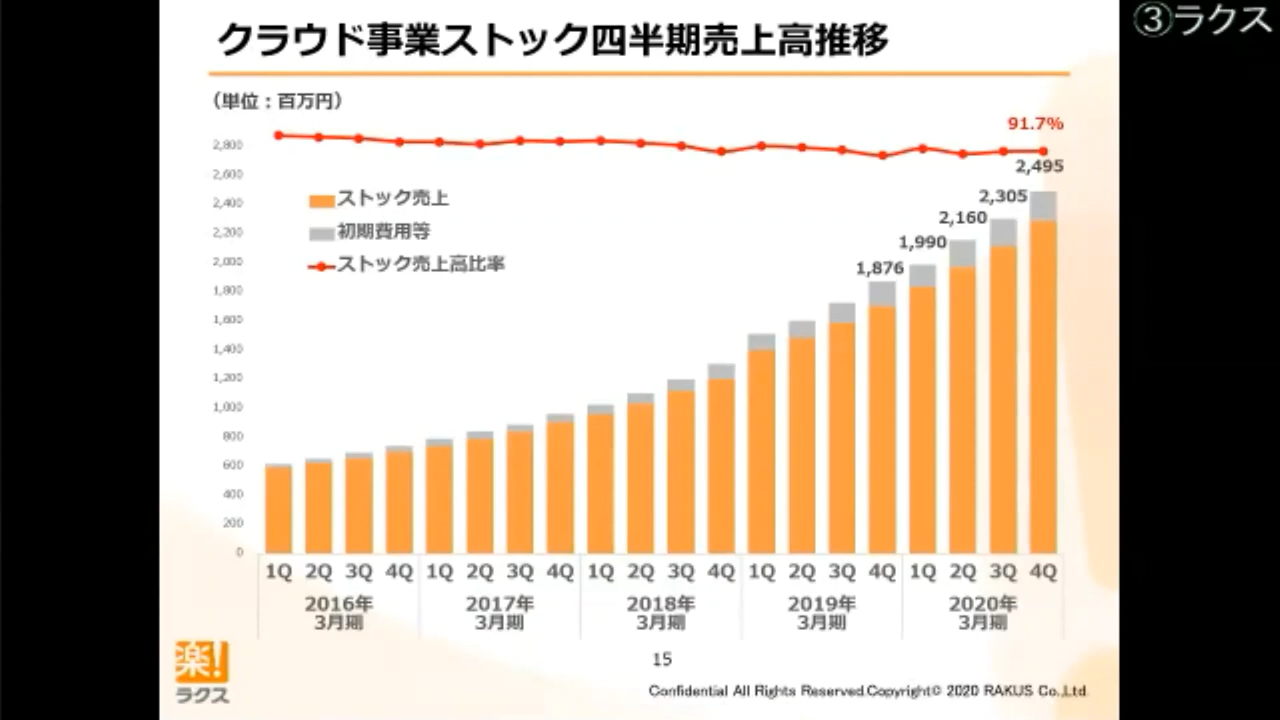 ③ラクス
クラウド事業ストック四半期売上高推移
（単位：百万円）
91.7%
2,495
2,305
2,160
1,990
1,876
ストック売上
初期費用等
ストック売上高比率
2,800
2,600
2,400
2,200
2,000
1,800
1,600
1,400
1,200
1,000
800
600
400
200
0
1Q 2Q 3Q 4Q 1Q 2Q 3Q 4Q 1Q 2Q 3Q 4Q 1Q 2Q 3Q 4Q 1Q 2Q 3Q 4Q
2016年 2017年 2018年 2019年 2020年
3月期 3月期 3月期 3月期 3月期
楽!
ラクス
15
Confidential All Rights Reserved.Copyright© 2020 RAKUS Co.,Ltd.